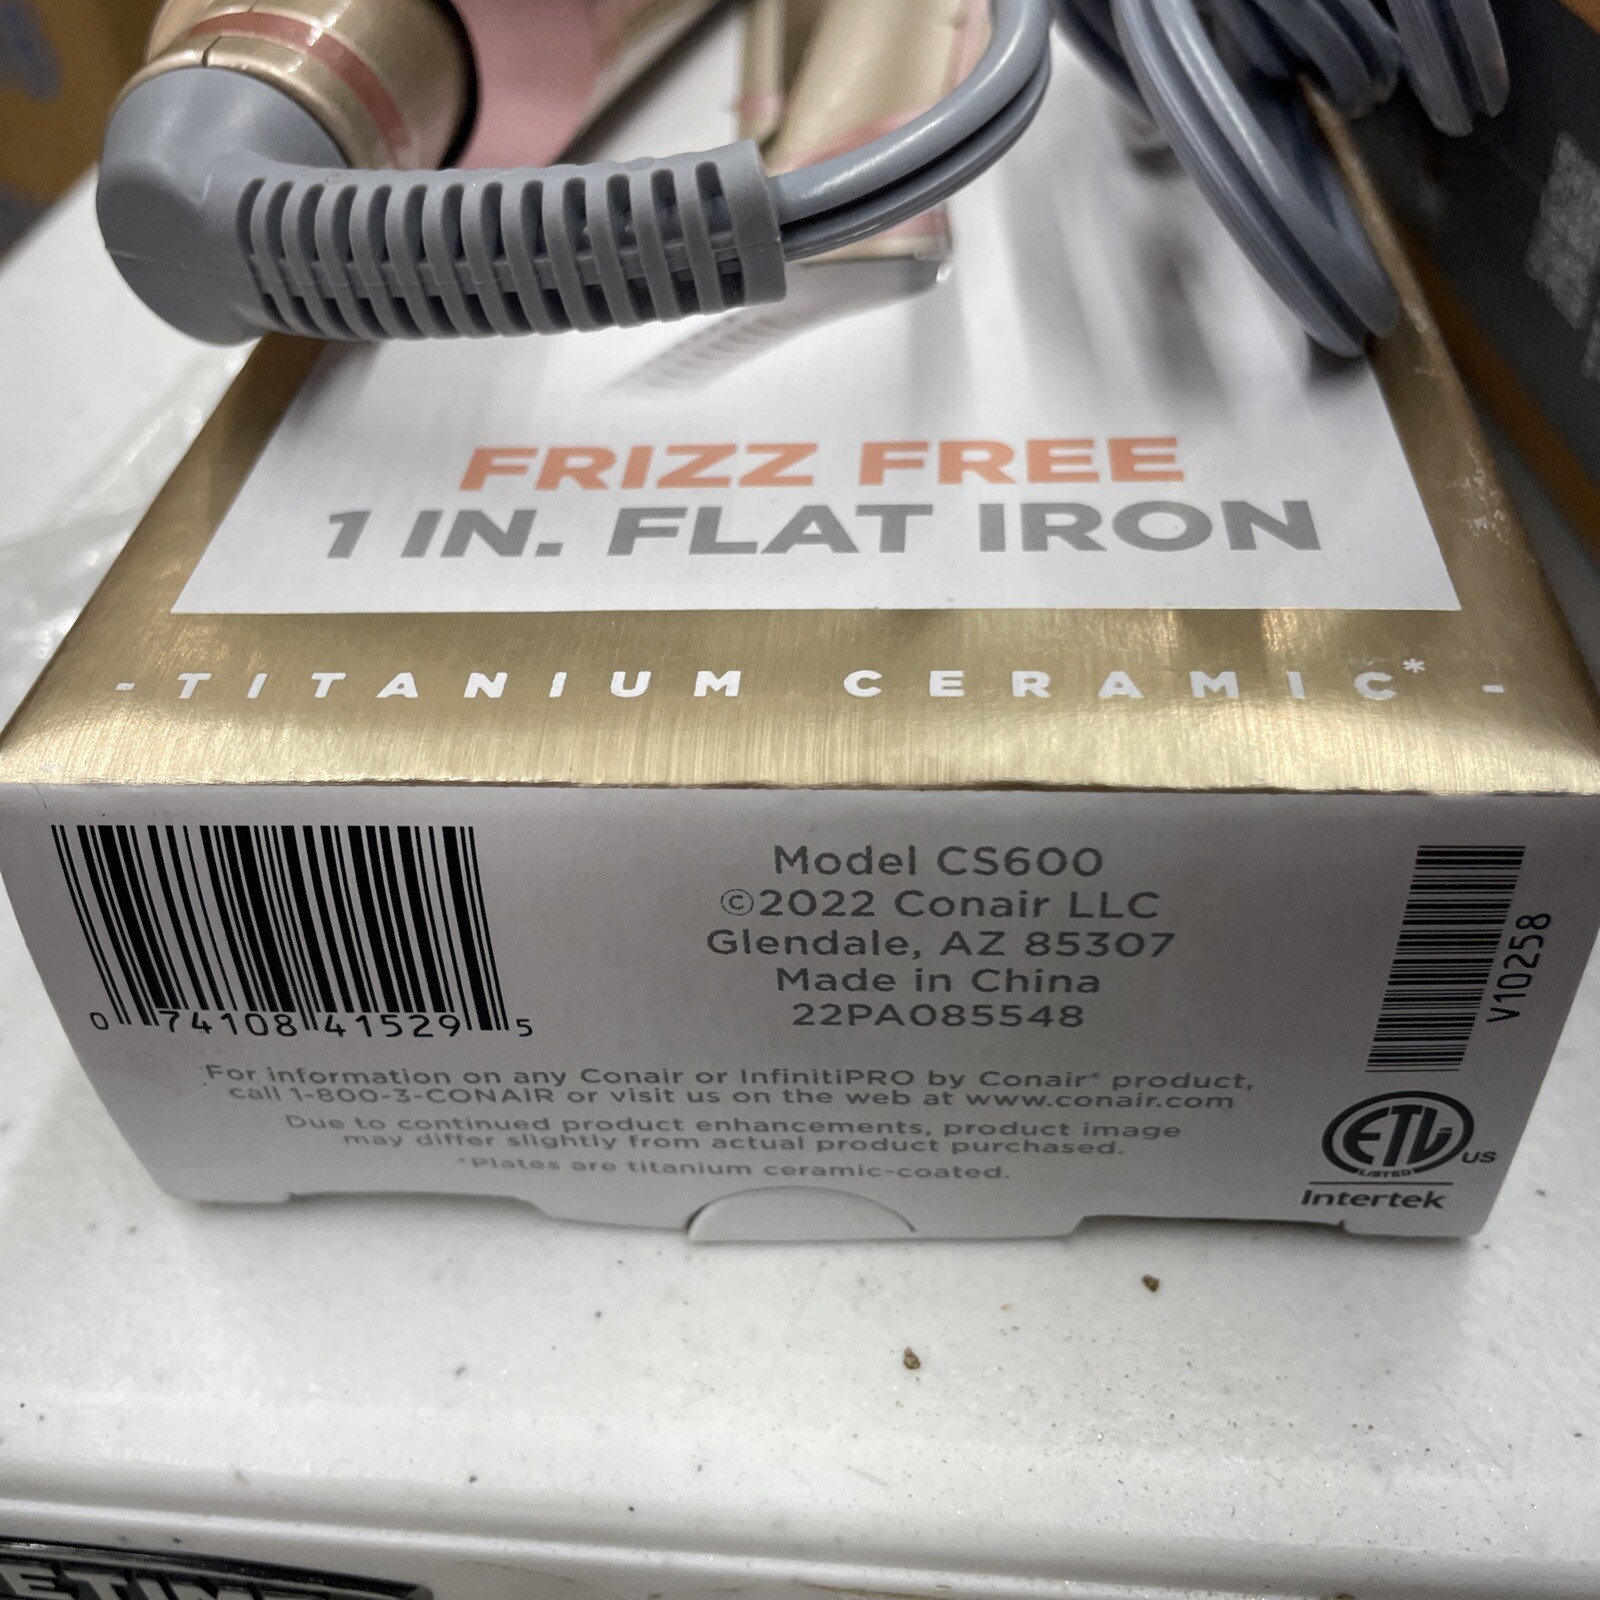 FRIZZ FREE
1 IN. FLAT IRON
- TITANIUM CERAMIC* -
0 74108 41529 5
Model CS600
©2022 Conair LLC
Glendale, AZ 85307
Made in China
22PA085548
V10258
For information on any Conair or InfinitiPRO by Conair® product,
call 1-800-3-CONAIR or visit us on the web at www.conair.com
Due to continued product enhancements, product image
may differ slightly from actual product purchased.
*Plates are titanium ceramic-coated.
ETL
LISTED
US
Intertek